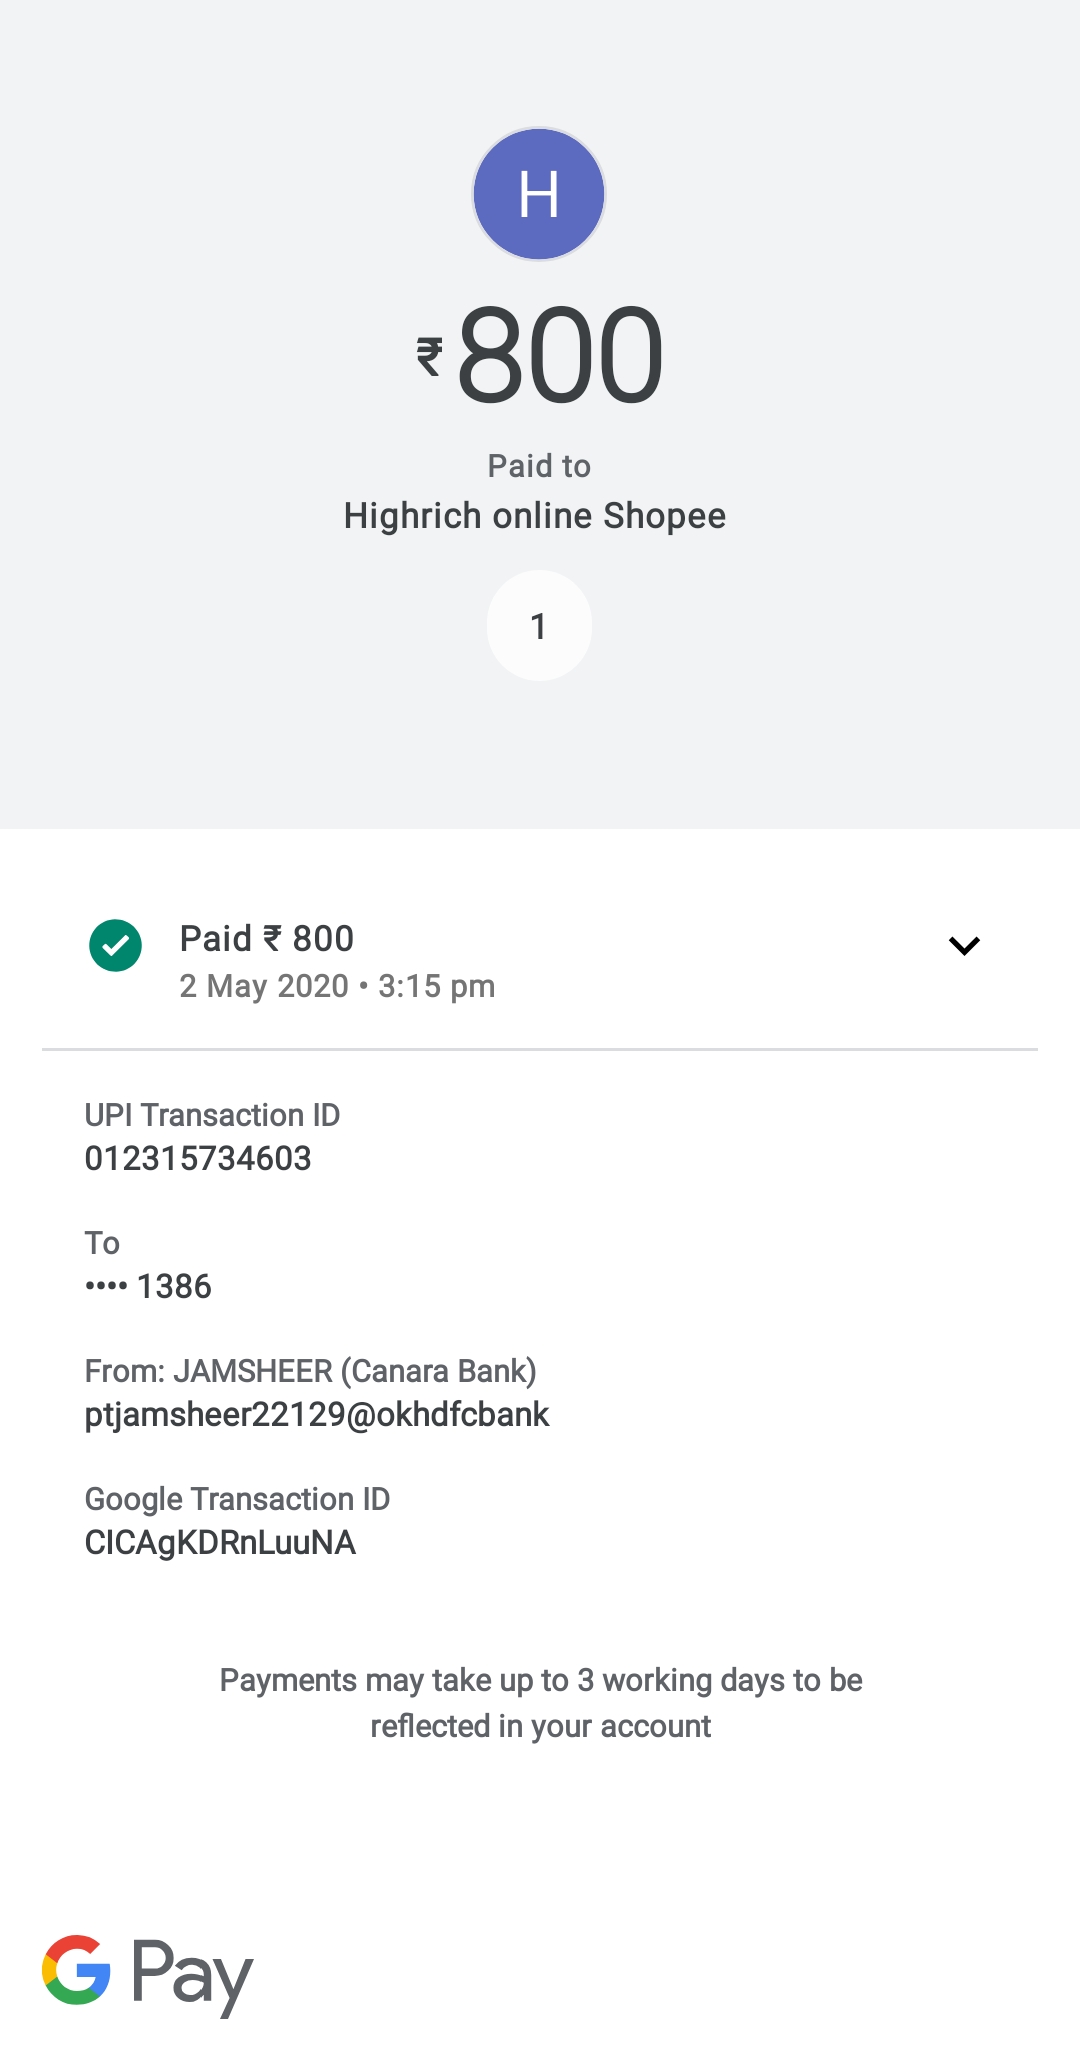 H
₹800
Paid to
Highrich online Shopee
1
Paid ₹ 800
2 May 2020 • 3:15 pm
UPI Transaction ID
012315734603
To
•••• 1386
From: JAMSHEER (Canara Bank)
ptjamsheer22129@okhdfcbank
Google Transaction ID
CICAgKDRnLuuNA
Payments may take up to 3 working days to be
reflected in your account
G Pay